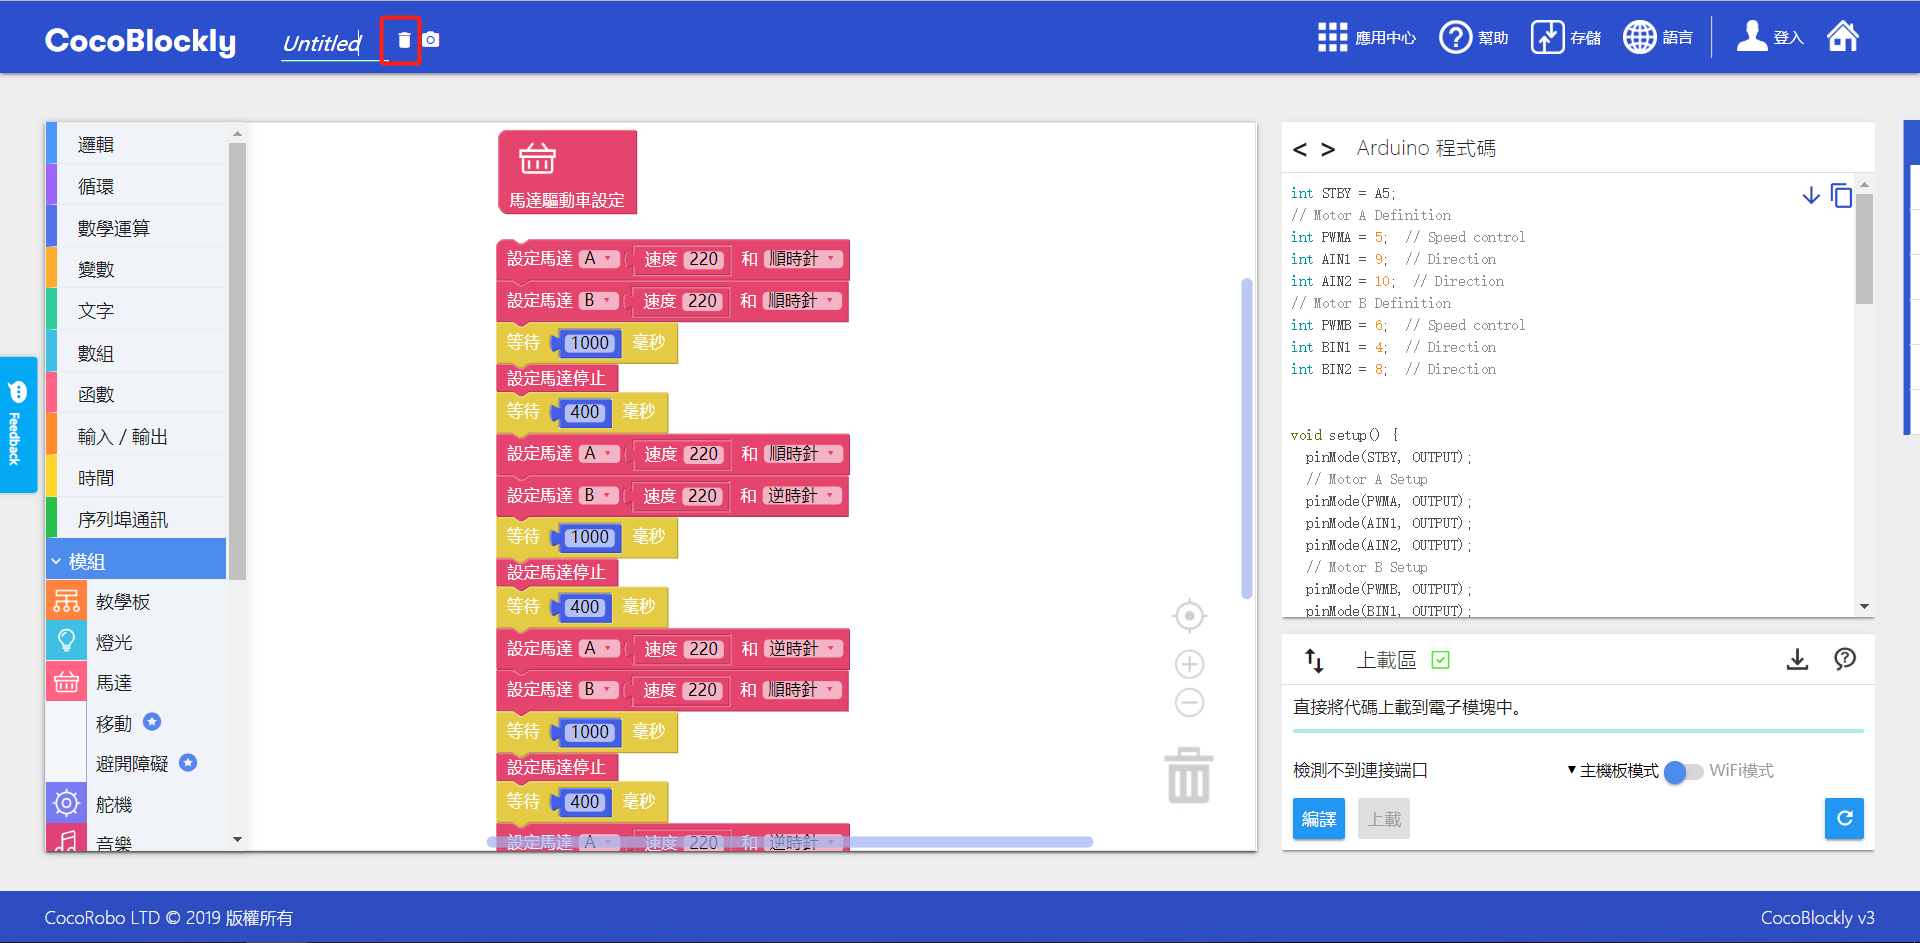 CocoBlockly
Untitled
應用中心
幫助
存儲
語言
登入
Feedback
邏輯
循環
數學運算
變數
文字
數組
函數
輸入 / 輸出
時間
序列埠通訊
模組
教學板
燈光
馬達
移動
避開障礙
舵機
音樂
馬達驅動車設定
設定馬達 A 速度 220 和 順時針
設定馬達 B 速度 220 和 順時針
等待 1000 毫秒
設定馬達停止
等待 400 毫秒
設定馬達 A 速度 220 和 順時針
設定馬達 B 速度 220 和 逆時針
等待 1000 毫秒
設定馬達停止
等待 400 毫秒
設定馬達 A 速度 220 和 逆時針
設定馬達 B 速度 220 和 順時針
等待 1000 毫秒
設定馬達停止
等待 400 毫秒
設定馬達 A 速度 220 和 逆時針
< > Arduino 程式碼
int STBY = A5;
// Motor A Definition
int PWMA = 5;  // Speed control
int AIN1 = 9;  // Direction
int AIN2 = 10;  // Direction
// Motor B Definition
int PWMB = 6;  // Speed control
int BIN1 = 4;  // Direction
int BIN2 = 8;  // Direction
void setup() {
pinMode(STBY, OUTPUT);
// Motor A Setup
pinMode(PWMA, OUTPUT);
pinMode(AIN1, OUTPUT);
pinMode(AIN2, OUTPUT);
// Motor B Setup
pinMode(PWMB, OUTPUT);
pinMode(BIN1, OUTPUT);
上載區
直接將代碼上載到電子模塊中。
檢測不到連接端口
主機板模式
WiFi模式
編譯
上載
CocoRobo LTD © 2019 版權所有
CocoBlockly v3